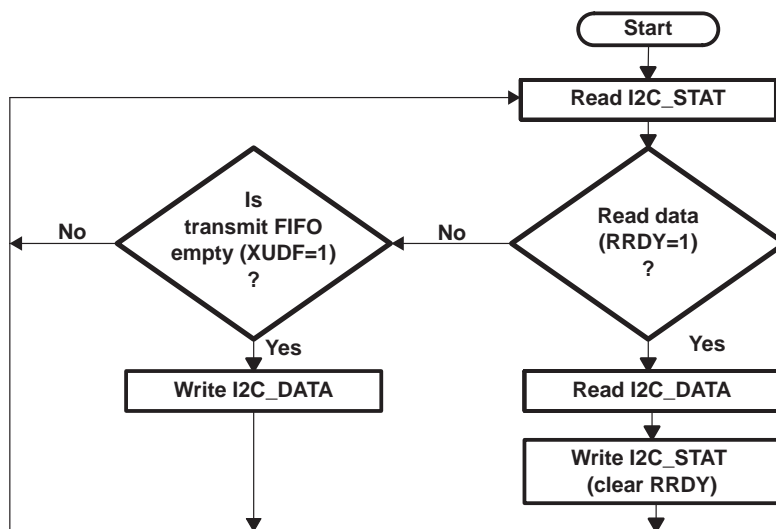 Start
Read I2C_STAT
Read data
(RRDY=1)
?
No
Is
transmit FIFO
empty (XUDF=1)
?
No
Yes
Write I2C_DATA
Yes
Read I2C_DATA
Write I2C_STAT
(clear RRDY)